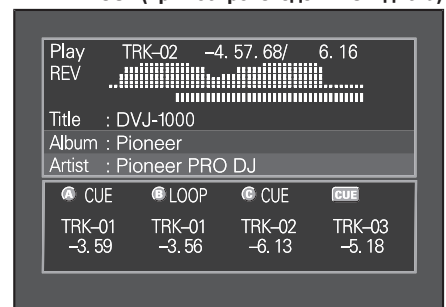 Play TRK–02 –4. 57. 68/ 6. 16
REV
Title : DVJ-1000
Album : Pioneer
Artist : Pioneer PRO DJ
A CUE B LOOP C CUE CUE
TRK–01 TRK–01 TRK–02 TRK–03
–3. 59 –3. 56 –6. 13 –5. 18